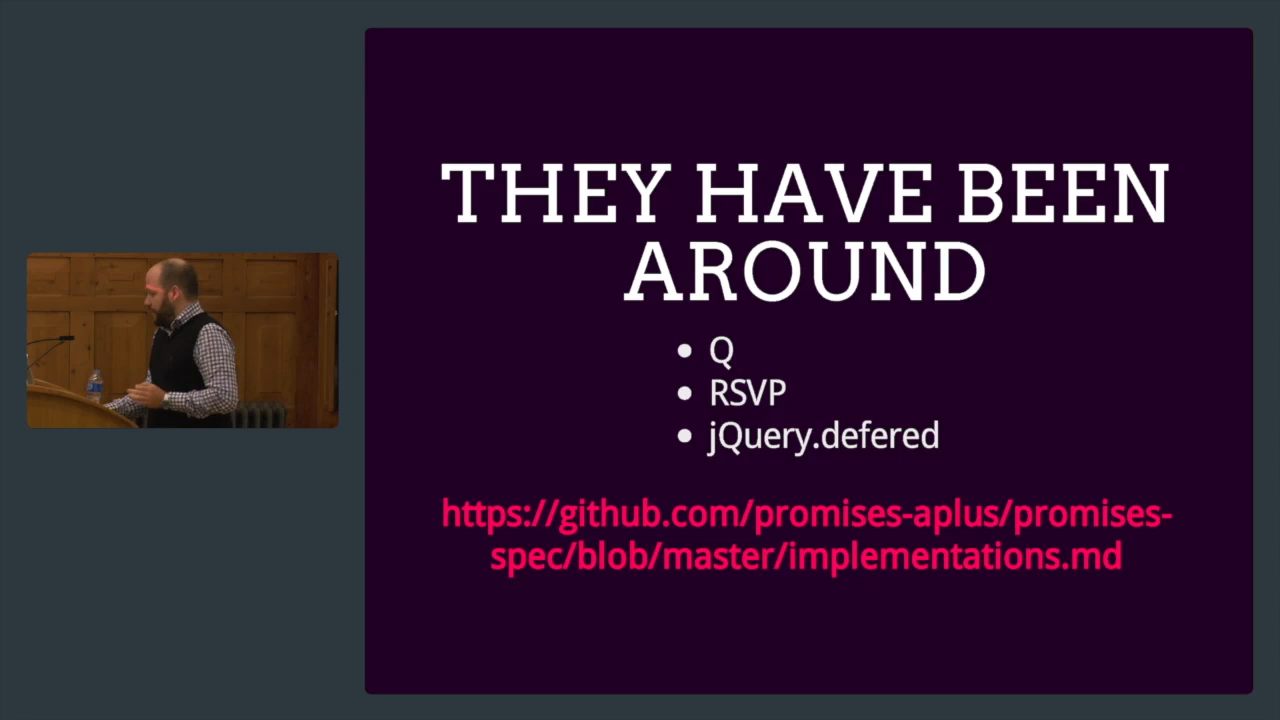 THEY HAVE BEEN
AROUND
Q
RSVP
jQuery.defered
https://github.com/promises-aplus/promises-
spec/blob/master/implementations.md